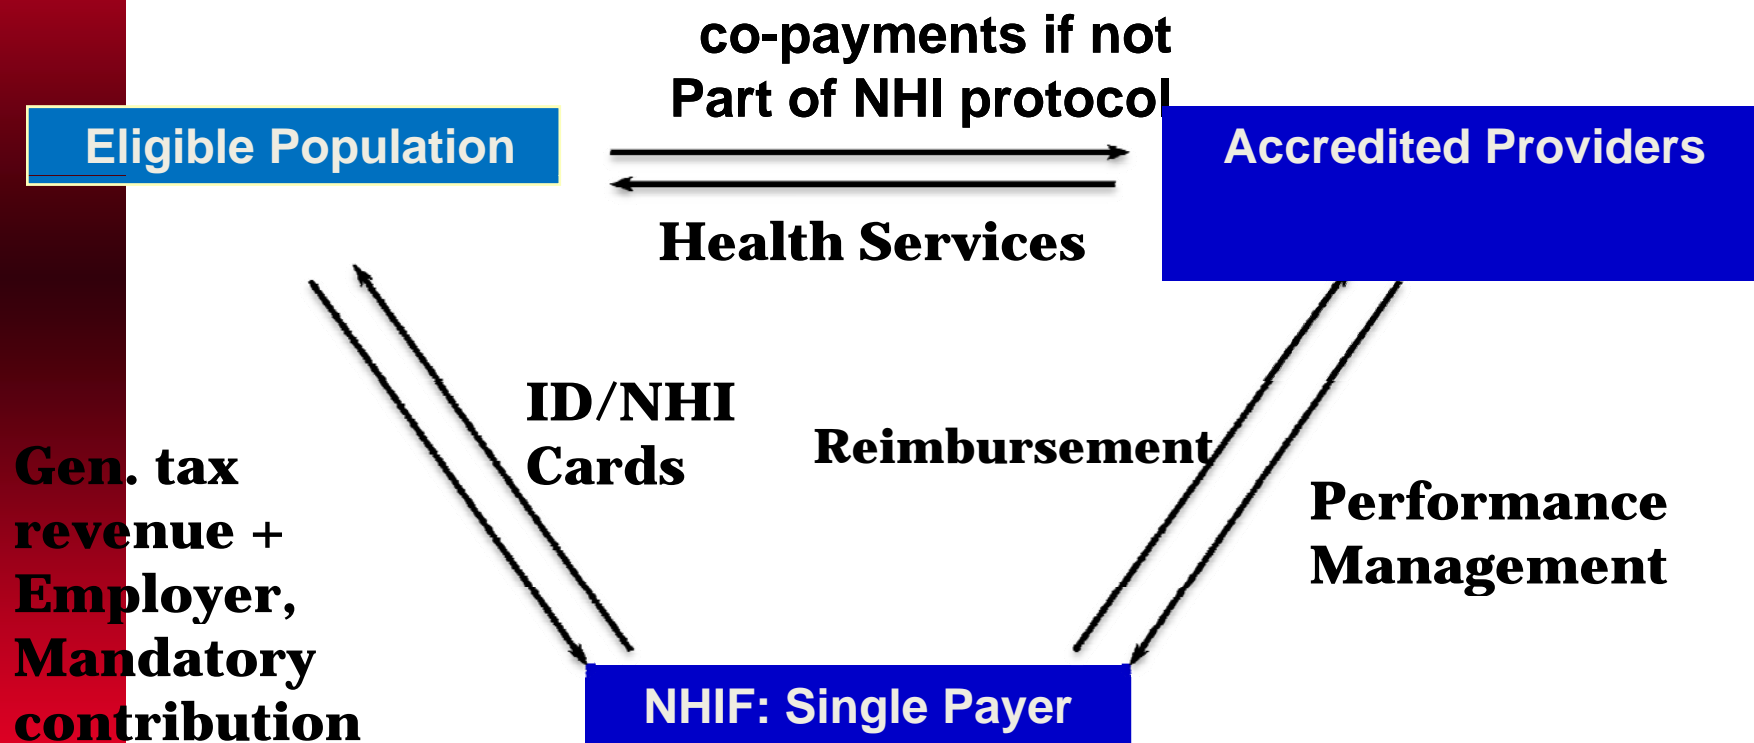 co-payments if not
Part of NHI protocol
Eligible Population
Accredited Providers
Health Services
ID/NHI
Cards
Reimbursement
Gen. tax
revenue +
Employer,
Mandatory
contribution
Performance
Management
NHIF: Single Payer